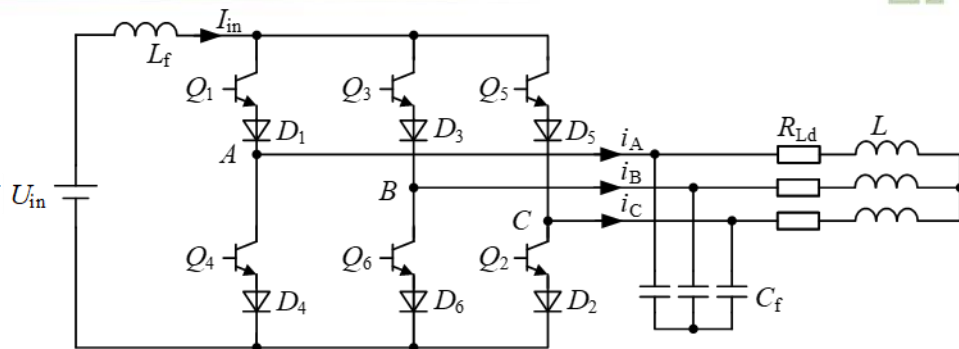 I_in
L_f
Q_1 Q_3 Q_5
D_1 D_3 D_5
A i_A R_Ld L
U_in B i_B
C i_C
Q_4 Q_6 Q_2
D_4 D_6 D_2 C_f